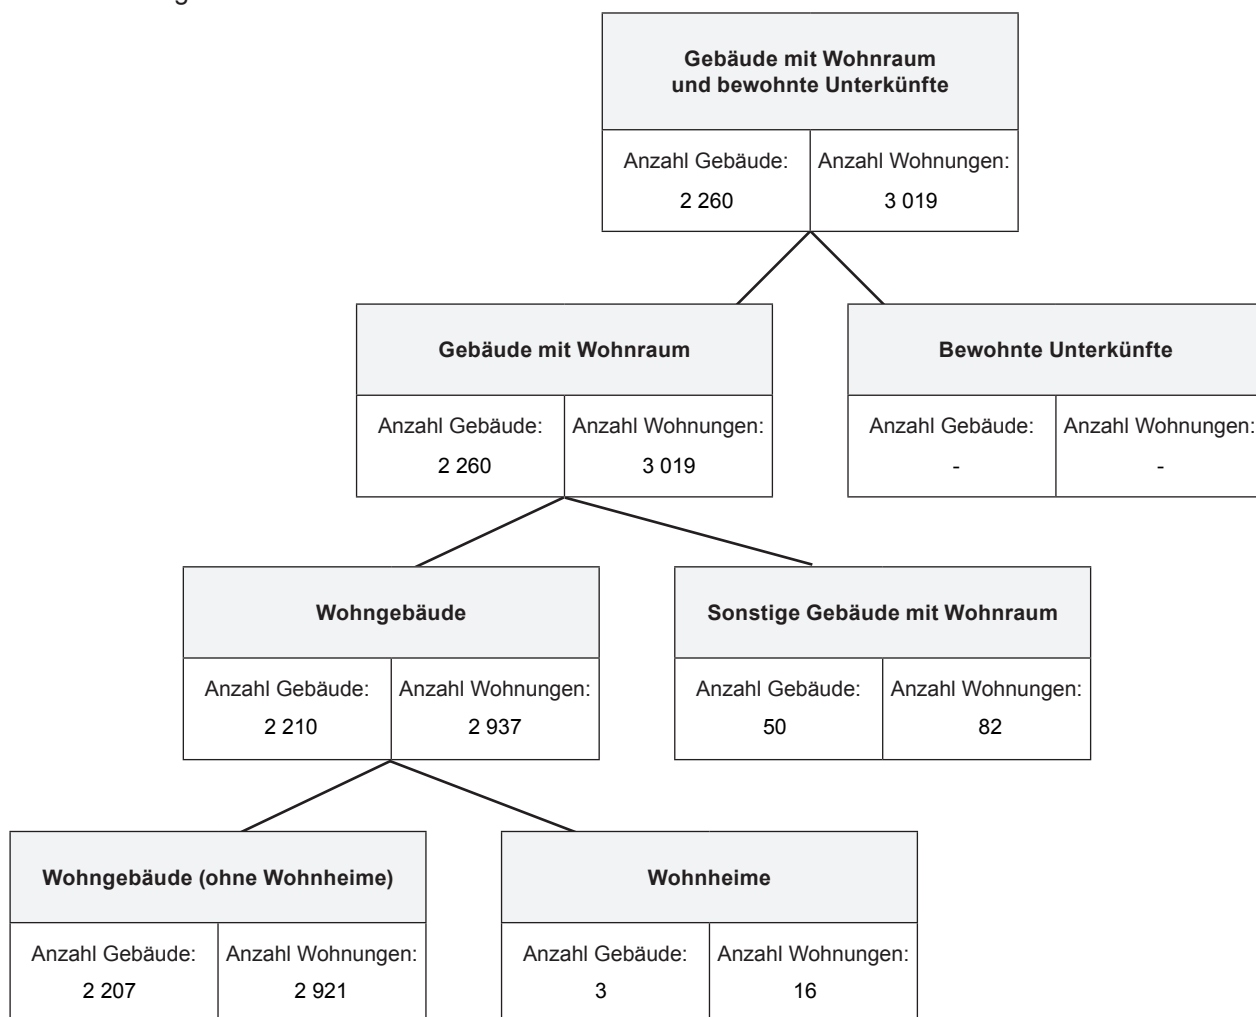 Gebäude mit Wohnraum
und bewohnte Unterkünfte
Anzahl Gebäude: Anzahl Wohnungen:
2 260 3 019
Gebäude mit Wohnraum
Anzahl Gebäude: Anzahl Wohnungen:
2 260 3 019
Bewohnte Unterkünfte
Anzahl Gebäude: Anzahl Wohnungen:
- -
Wohngebäude
Anzahl Gebäude: Anzahl Wohnungen:
2 210 2 937
Sonstige Gebäude mit Wohnraum
Anzahl Gebäude: Anzahl Wohnungen:
50 82
Wohngebäude (ohne Wohnheime)
Anzahl Gebäude: Anzahl Wohnungen:
2 207 2 921
Wohnheime
Anzahl Gebäude: Anzahl Wohnungen:
3 16